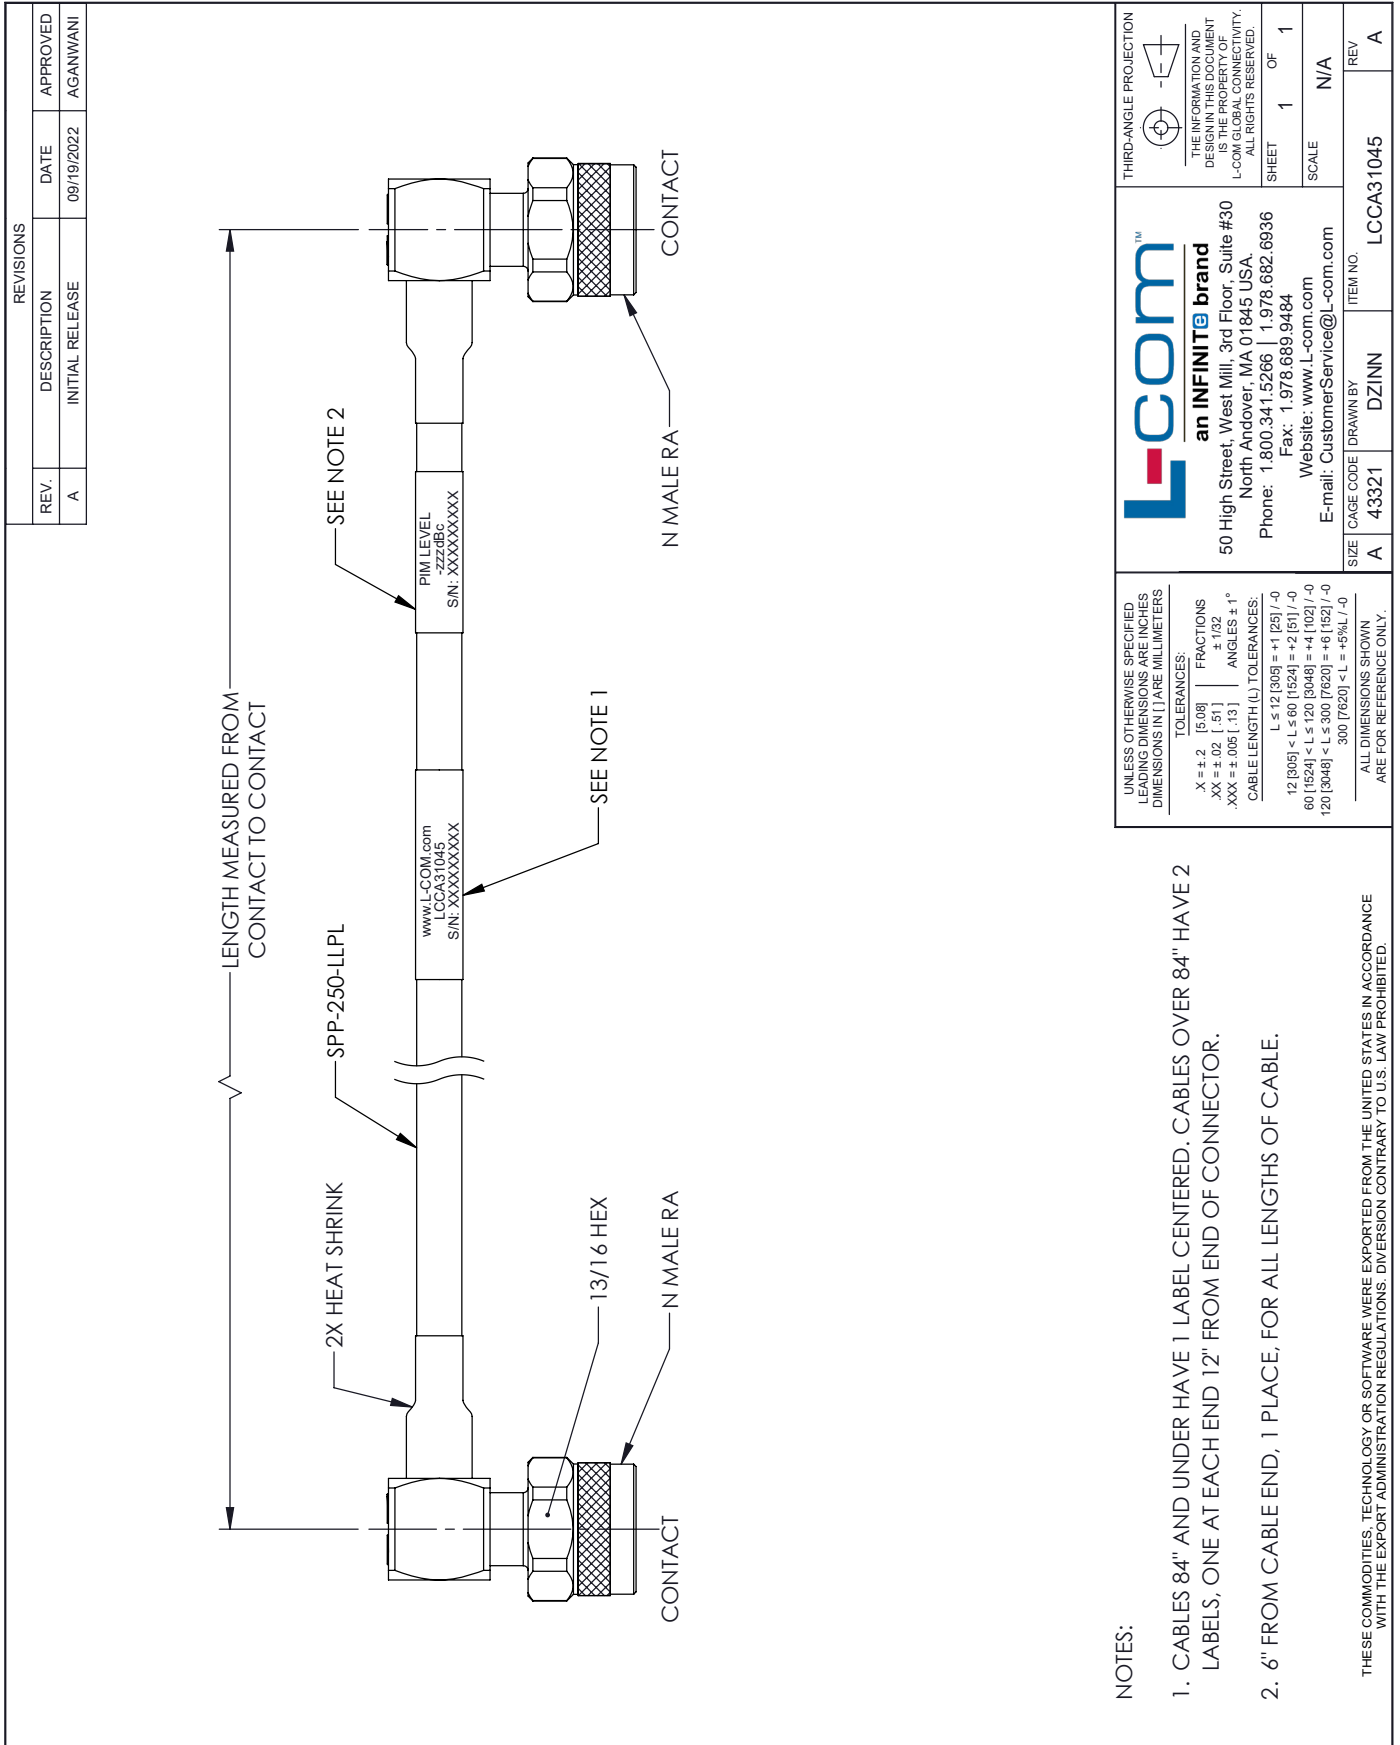 REVISIONS
REV. DESCRIPTION DATE APPROVED
A INITIAL RELEASE 09/19/2022 AGANWANI
LENGTH MEASURED FROM
CONTACT TO CONTACT
2X HEAT SHRINK
SPP-250-LLPL
SEE NOTE 2
www.L-COM.com
LCCA31045
S/N: XXXXXXXXXX
PIM LEVEL
-zzzdBc
S/N: XXXXXXXXXX
13/16 HEX
SEE NOTE 1
N MALE RA
N MALE RA
CONTACT
CONTACT
NOTES:
1. CABLES 84" AND UNDER HAVE 1 LABEL CENTERED. CABLES OVER 84" HAVE 2
LABELS, ONE AT EACH END 12" FROM END OF CONNECTOR.
2. 6" FROM CABLE END, 1 PLACE, FOR ALL LENGTHS OF CABLE.
THESE COMMODITIES, TECHNOLOGY OR SOFTWARE WERE EXPORTED FROM THE UNITED STATES IN ACCORDANCE
WITH THE EXPORT ADMINISTRATION REGULATIONS. DIVERSION CONTRARY TO U.S. LAW PROHIBITED.
UNLESS OTHERWISE SPECIFIED
LEADING DIMENSIONS ARE INCHES
DIMENSIONS IN [ ] ARE MILLIMETERS
TOLERANCES:
.X = ± .2 [5.08] FRACTIONS
.XX = ± .02 [ .51 ] ± 1/32
.XXX = ± .005 [ .13 ] ANGLES ± 1°
CABLE LENGTH (L) TOLERANCES:
L ≤ 12 [305] = +1 [25] / -0
12 [305] < L ≤ 60 [1524] = +2 [51] / -0
60 [1524] < L ≤ 120 [3048] = +4 [102] / -0
120 [3048] < L ≤ 300 [7620] = +6 [152] / -0
300 [7620] < L = +5%L / -0
ALL DIMENSIONS SHOWN
ARE FOR REFERENCE ONLY.
L-com™
an INFINITe brand
50 High Street, West Mill, 3rd Floor, Suite #30
North Andover, MA 01845 USA.
Phone: 1.800.341.5266 | 1.978.682.6936
Fax: 1.978.689.9484
Website: www.L-com.com
E-mail: CustomerService@L-com.com
THIRD-ANGLE PROJECTION
THE INFORMATION AND
DESIGN IN THIS DOCUMENT
IS THE PROPERTY OF
L-COM GLOBAL CONNECTIVITY.
ALL RIGHTS RESERVED.
SHEET 1 OF 1
SCALE N/A
SIZE A
CAGE CODE 43321
DRAWN BY DZINN
ITEM NO. LCCA31045
REV A